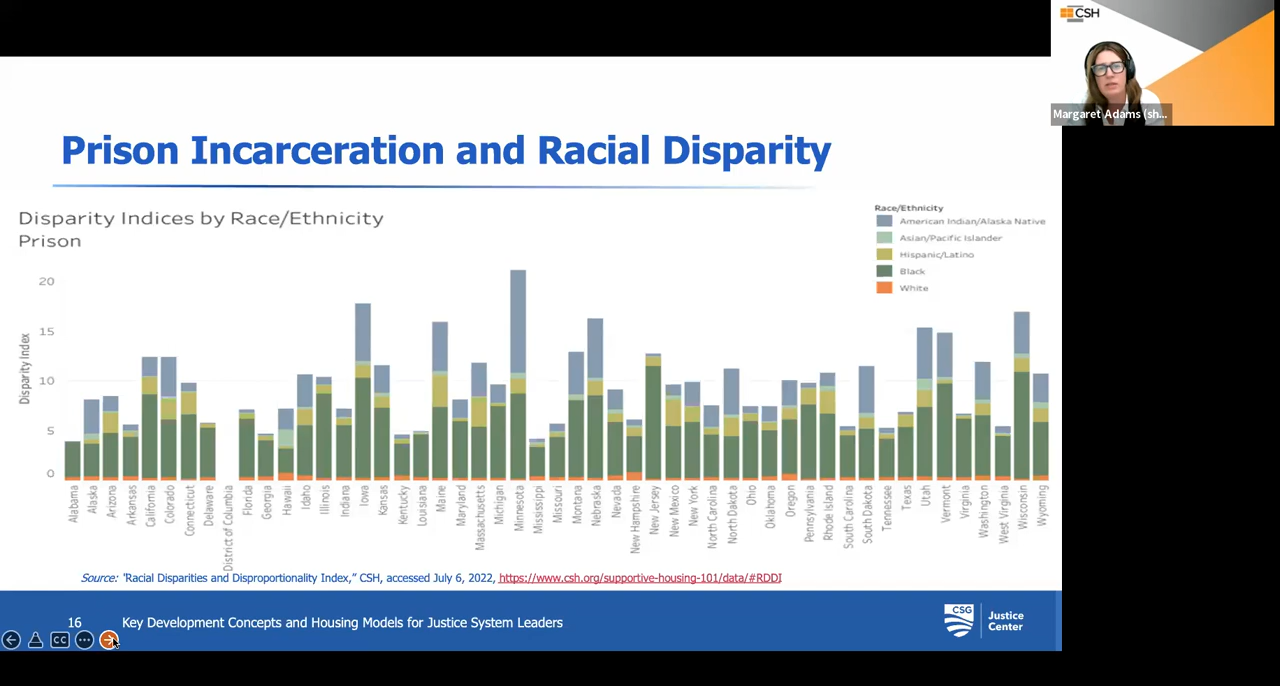 CSH
Margaret Adams (sh...
Prison Incarceration and Racial Disparity
Disparity Indices by Race/Ethnicity
Prison
Race/Ethnicity
American Indian/Alaska Native
Asian/Pacific Islander
Hispanic/Latino
Black
White
Disparity Index
20
15
10
5
0
Alabama
Alaska
Arizona
Arkansas
California
Colorado
Connecticut
Delaware
District of Columbia
Florida
Georgia
Hawaii
Idaho
Illinois
Indiana
Iowa
Kansas
Kentucky
Louisiana
Maine
Maryland
Massachusetts
Michigan
Minnesota
Mississippi
Missouri
Montana
Nebraska
Nevada
New Hampshire
New Jersey
New Mexico
New York
North Carolina
North Dakota
Ohio
Oklahoma
Oregon
Pennsylvania
Rhode Island
South Carolina
South Dakota
Tennessee
Texas
Utah
Vermont
Virginia
Washington
West Virginia
Wisconsin
Wyoming
Source: "Racial Disparities and Disproportionality Index,” CSH, accessed July 6, 2022, https://www.csh.org/supportive-housing-101/data/#RDDI
16 Key Development Concepts and Housing Models for Justice System Leaders
CSG
Justice
Center
CC